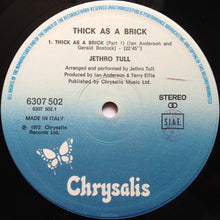 THICK AS A BRICK
1. THICK AS A BRICK (Part 1) (Ian Anderson and
Gerald Bostock) - (22'45")
JETHRO TULL
Arranged and performed by Jethro Tull
Produced by Ian Anderson & Terry Ellis
Published by Chrysalis Music Ltd.
6307 502
6307 502.1
MADE IN ITALY
℗ 1972 Chrysalis
Records Ltd.
STEREO
S.I.A.E.
Chrysalis